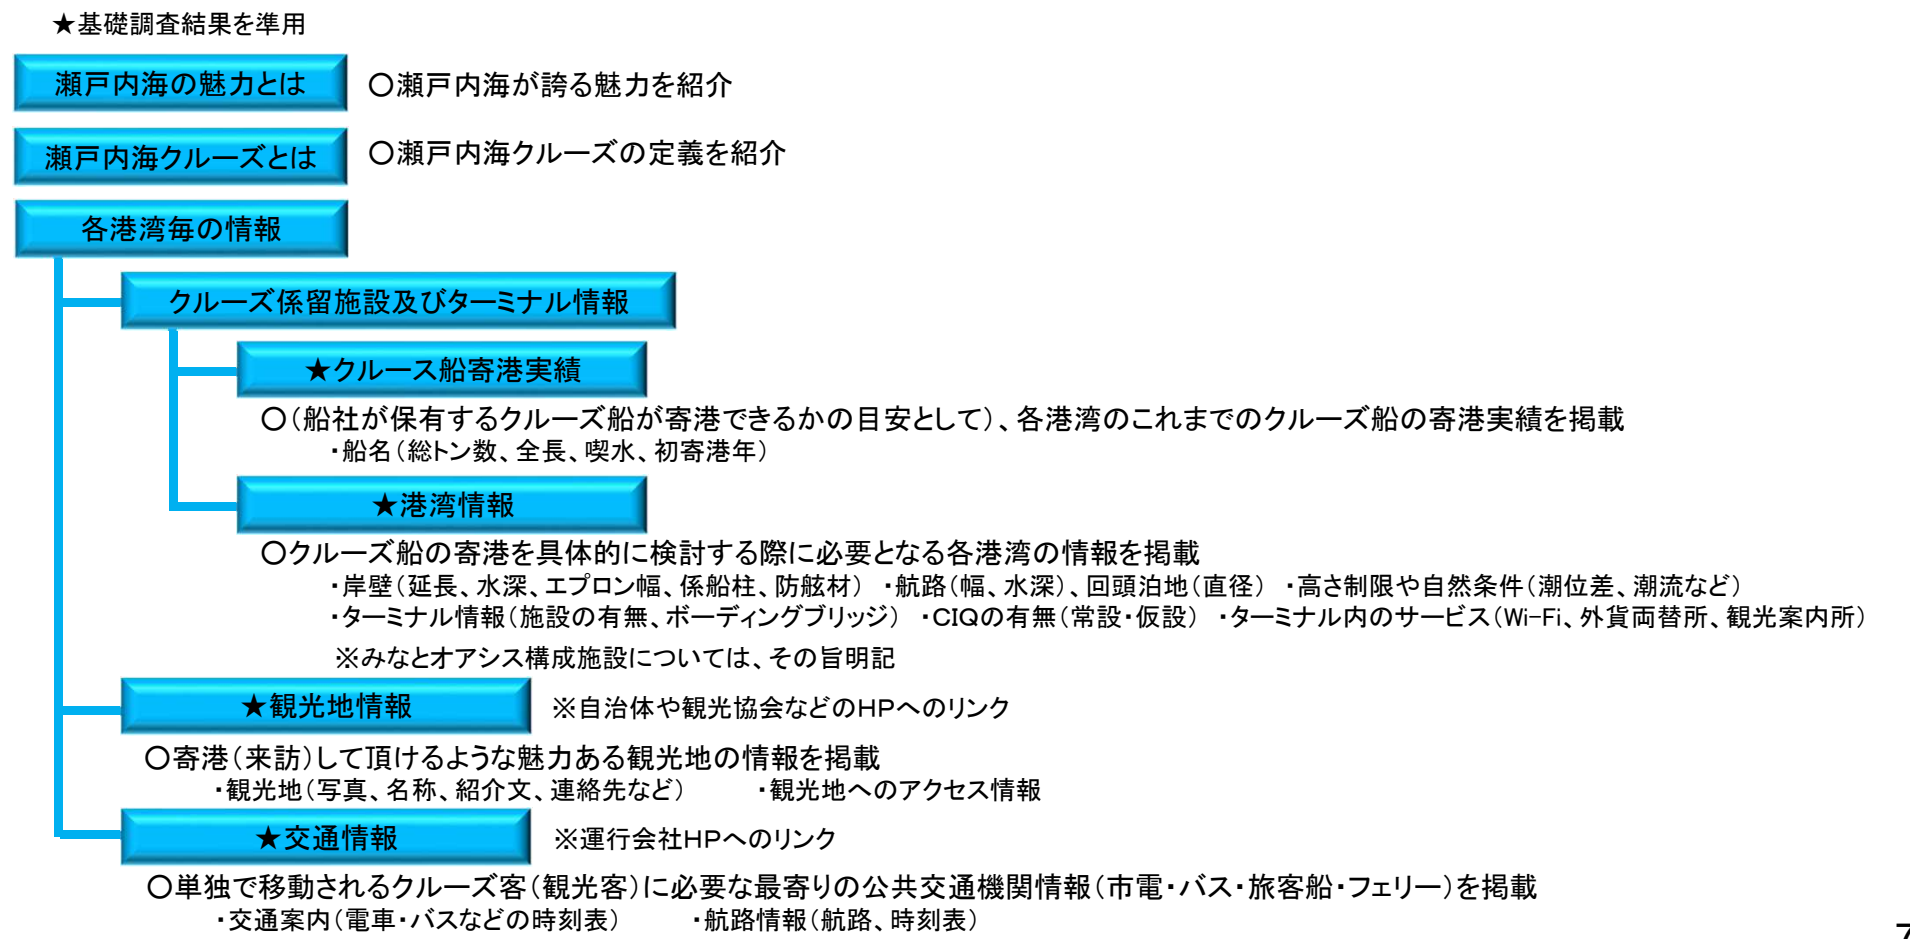 ★基礎調査結果を準用
瀬戸内海の魅力とは
○瀬戸内海が誇る魅力を紹介
瀬戸内海クルーズとは
○瀬戸内海クルーズの定義を紹介
各港湾毎の情報
クルーズ係留施設及びターミナル情報
★クルース船寄港実績
○(船社が保有するクルーズ船が寄港できるかの目安として)、各港湾のこれまでのクルーズ船の寄港実績を掲載
・船名(総トン数、全長、喫水、初寄港年)
★港湾情報
○クルーズ船の寄港を具体的に検討する際に必要となる各港湾の情報を掲載
・岸壁(延長、水深、エプロン幅、係船柱、防舷材) ・航路(幅、水深)、回頭泊地(直径) ・高さ制限や自然条件(潮位差、潮流など)
・ターミナル情報(施設の有無、ボーディングブリッジ) ・CIQの有無(常設・仮設) ・ターミナル内のサービス(Wi-Fi、外貨両替所、観光案内所)
※みなとオアシス構成施設については、その旨明記
★観光地情報
※自治体や観光協会などのHPへのリンク
○寄港(来訪)して頂けるような魅力ある観光地の情報を掲載
・観光地(写真、名称、紹介文、連絡先など) ・観光地へのアクセス情報
★交通情報
※運行会社HPへのリンク
○単独で移動されるクルーズ客(観光客)に必要な最寄りの公共交通機関情報(市電・バス・旅客船・フェリー)を掲載
・交通案内(電車・バスなどの時刻表) ・航路情報(航路、時刻表)